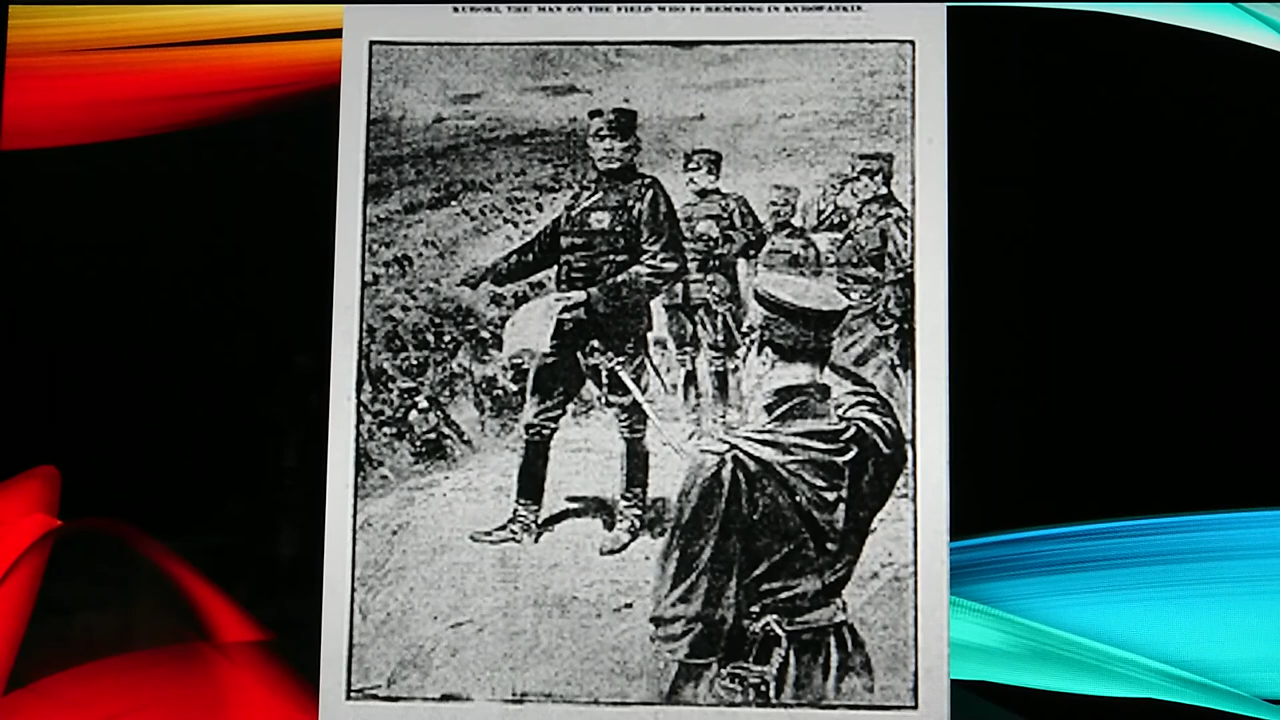 KUROKI, THE MAN ON THE FIELD WHO IS HEMMING IN KUROPATKIN.